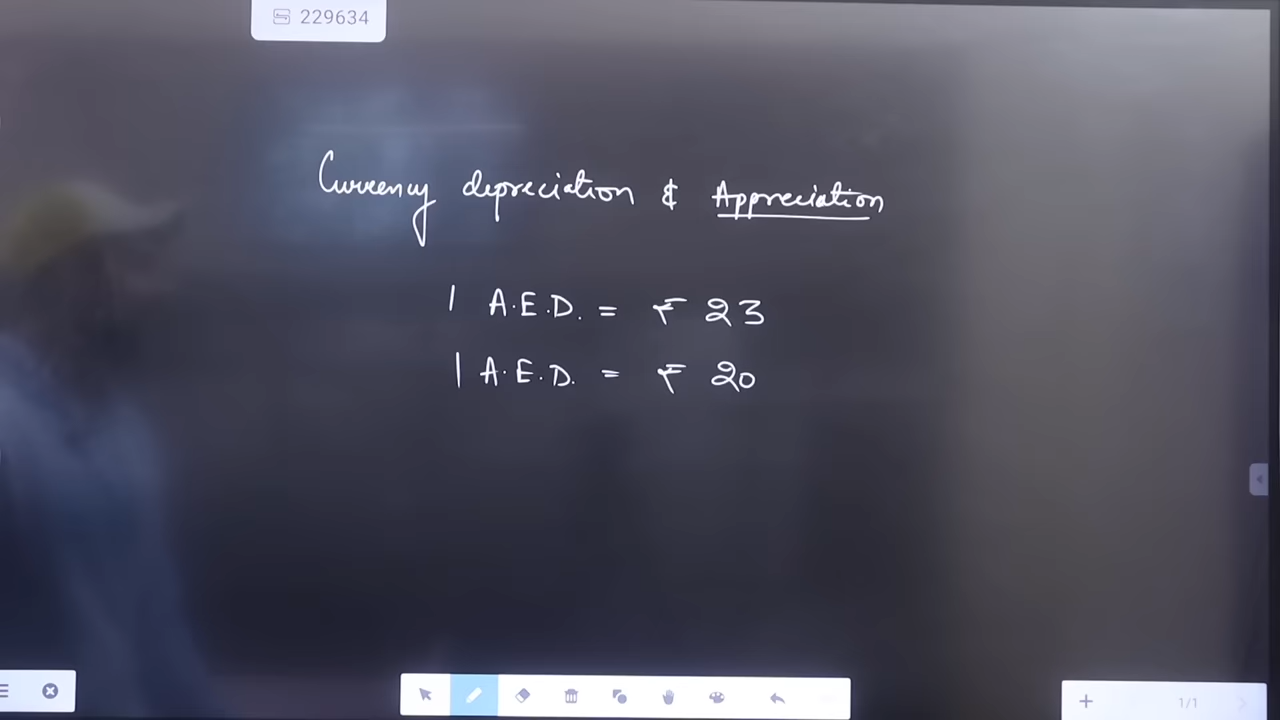 229634
Currency depreciation & Appreciation
1 A.E.D. = ₹ 23
1 A.E.D. = ₹ 20
1/1